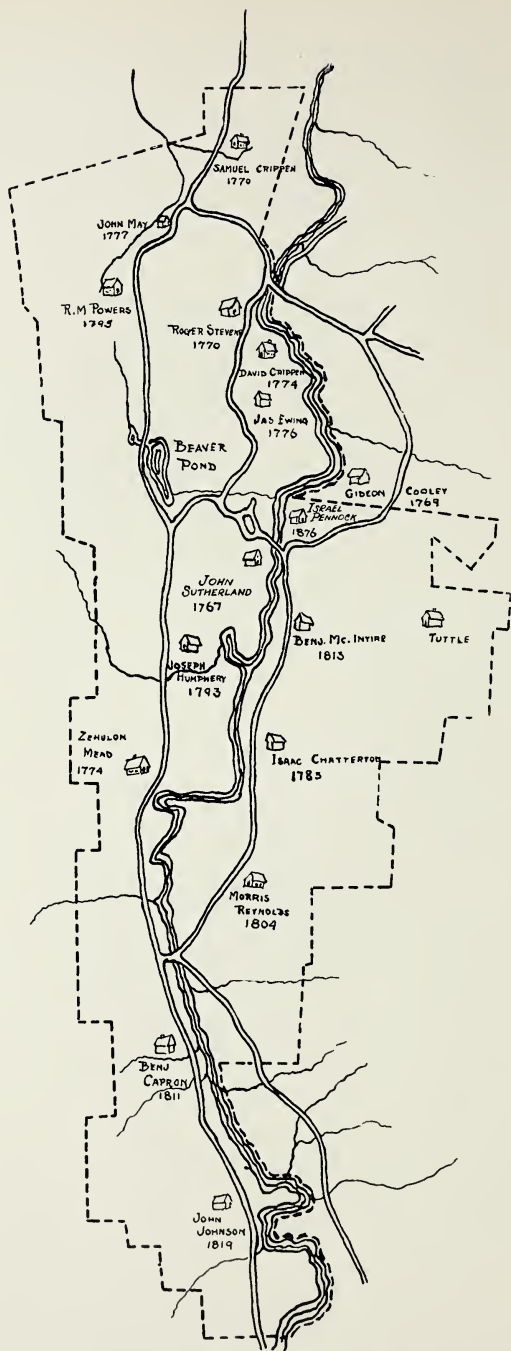 SAMUEL CRIPPEN
1770
JOHN MAY
1777
R.M POWERS
1795
ROGER STEVENS
1770
DAVID CRIPPEN
1774
JAS EWING
1776
BEAVER
POND
GIDEON COOLEY
1769
ISRAEL
PENNOCK
1876
JOHN
SUTHERLAND
1767
BENJ. MC. INTIRE
1813
TUTTLE
JOSEPH
HUMPHERY
1793
ZEHULON
MEAD
1774
ISAAC CHATTERTON
1785
MORRIS
REYNOLDS
1804
BENJ
CAPRON
1811
JOHN
JOHNSON
1819